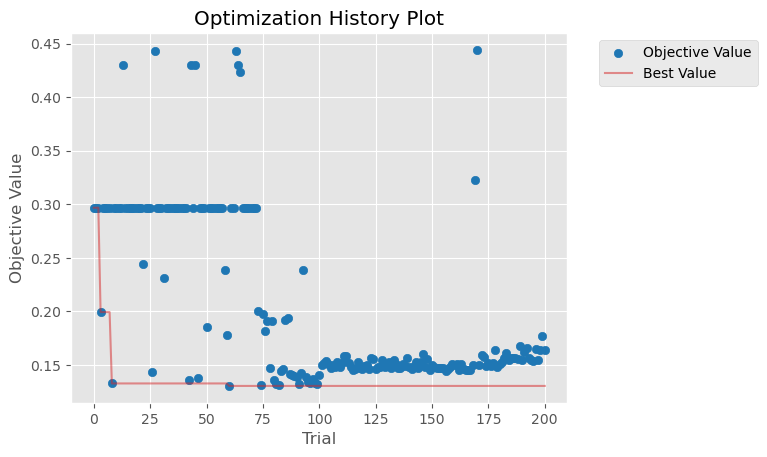 Optimization History Plot
0.45
0.40
0.35
0.30
0.25
0.20
0.15
Objective Value
0 25 50 75 100 125 150 175 200
Trial
Objective Value
Best Value